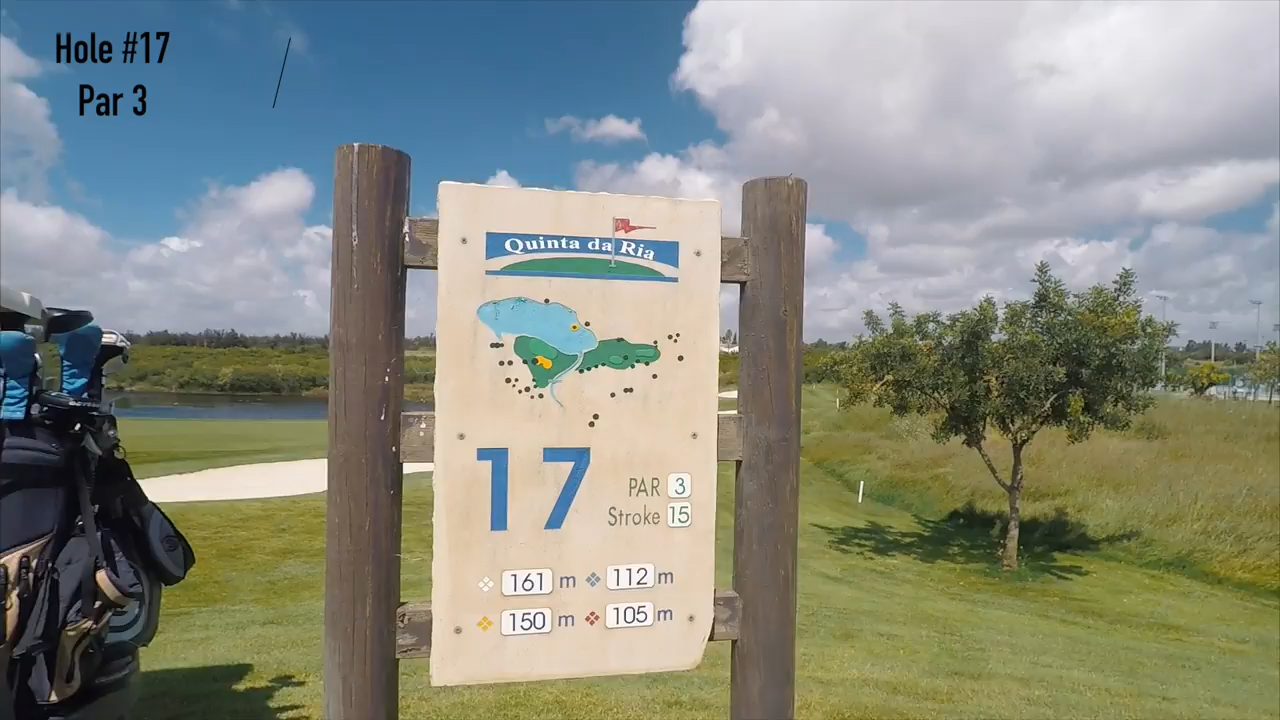 Hole #17
Par 3
Quinta da Ria
17
PAR 3
Stroke 15
161 m 112 m
150 m 105 m